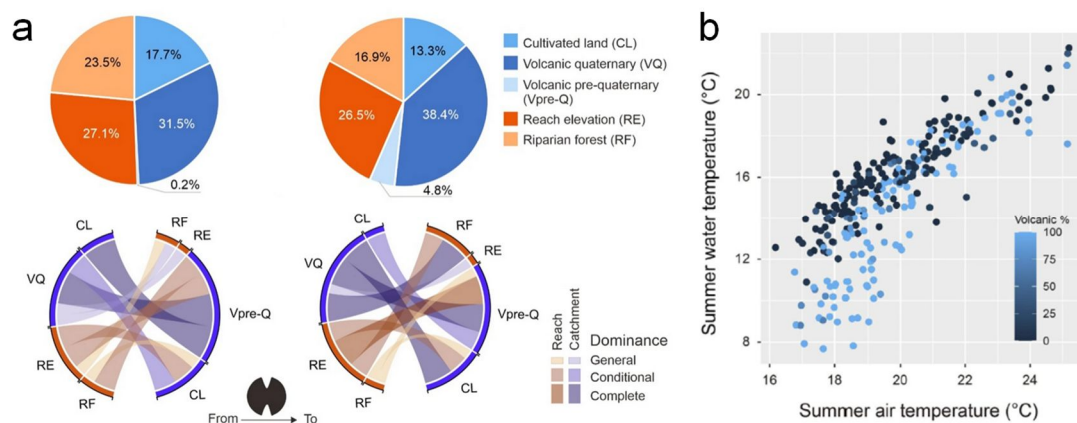 a
23.5%
17.7%
27.1%
31.5%
0.2%
16.9%
13.3%
26.5%
38.4%
4.8%
Cultivated land (CL)
Volcanic quaternary (VQ)
Volcanic pre-quaternary
(Vpre-Q)
Reach elevation (RE)
Riparian forest (RF)
CL
RF
RE
VQ
Vpre-Q
RE
RF
CL
CL
RF
RE
VQ
Vpre-Q
RE
RF
CL
From
To
Reach
Catchment
Dominance
General
Conditional
Complete
b
Summer water temperature (°C)
20
16
12
8
16
18
20
22
24
Summer air temperature (°C)
Volcanic %
100
75
50
25
0